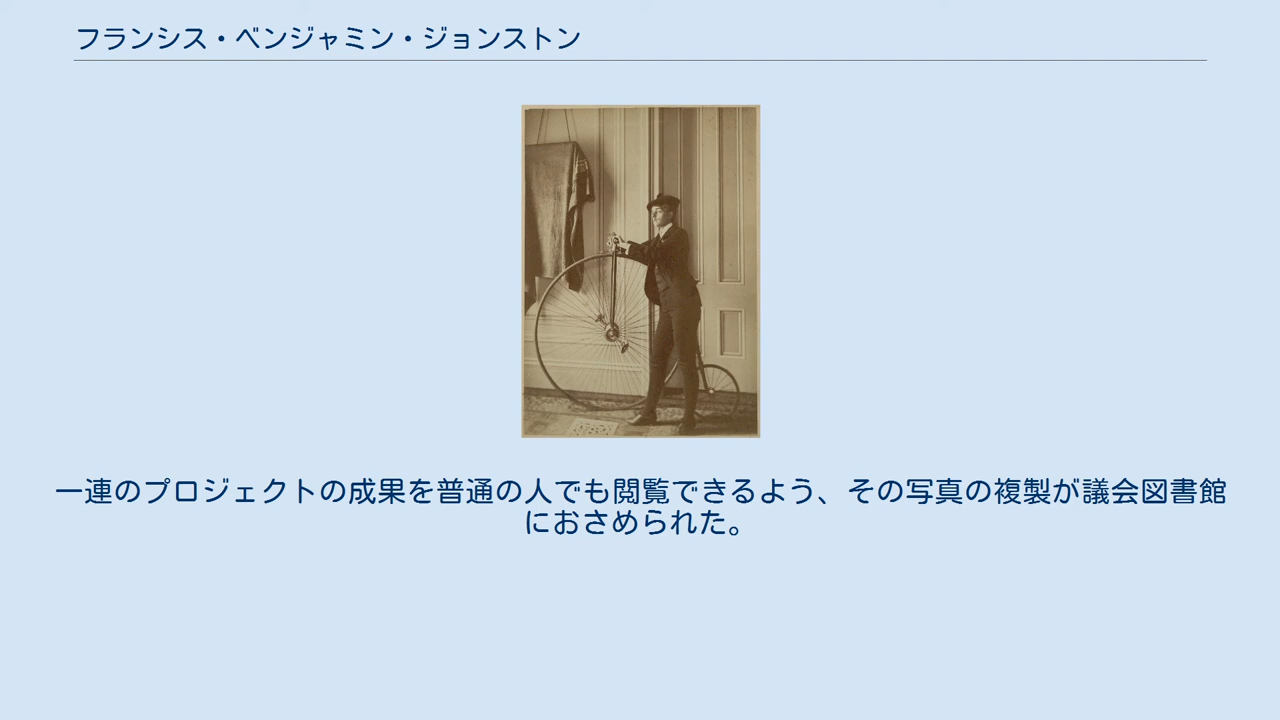 フランシス・ベンジャミン・ジョンストン
一連のプロジェクトの成果を普通の人でも閲覧できるよう、その写真の複製が議会図書館
におさめられた。